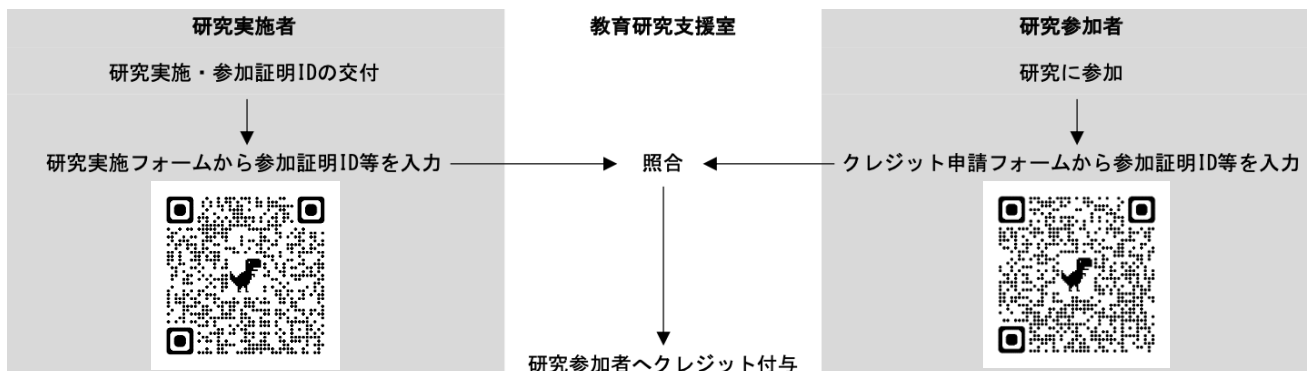 研究実施者
教育研究支援室
研究参加者
研究実施・参加証明IDの交付
研究に参加
研究実施フォームから参加証明ID等を入力
照合
クレジット申請フォームから参加証明ID等を入力
研究参加者へクレジット付与